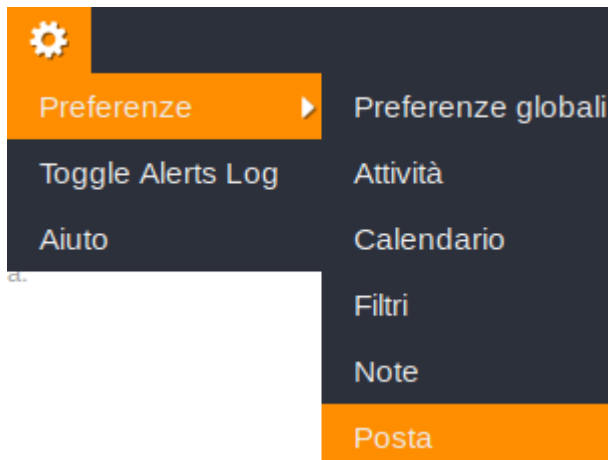 Preferenze
Toggle Alerts Log
Aiuto
a.
Preferenze globali
Attività
Calendario
Filtri
Note
Posta